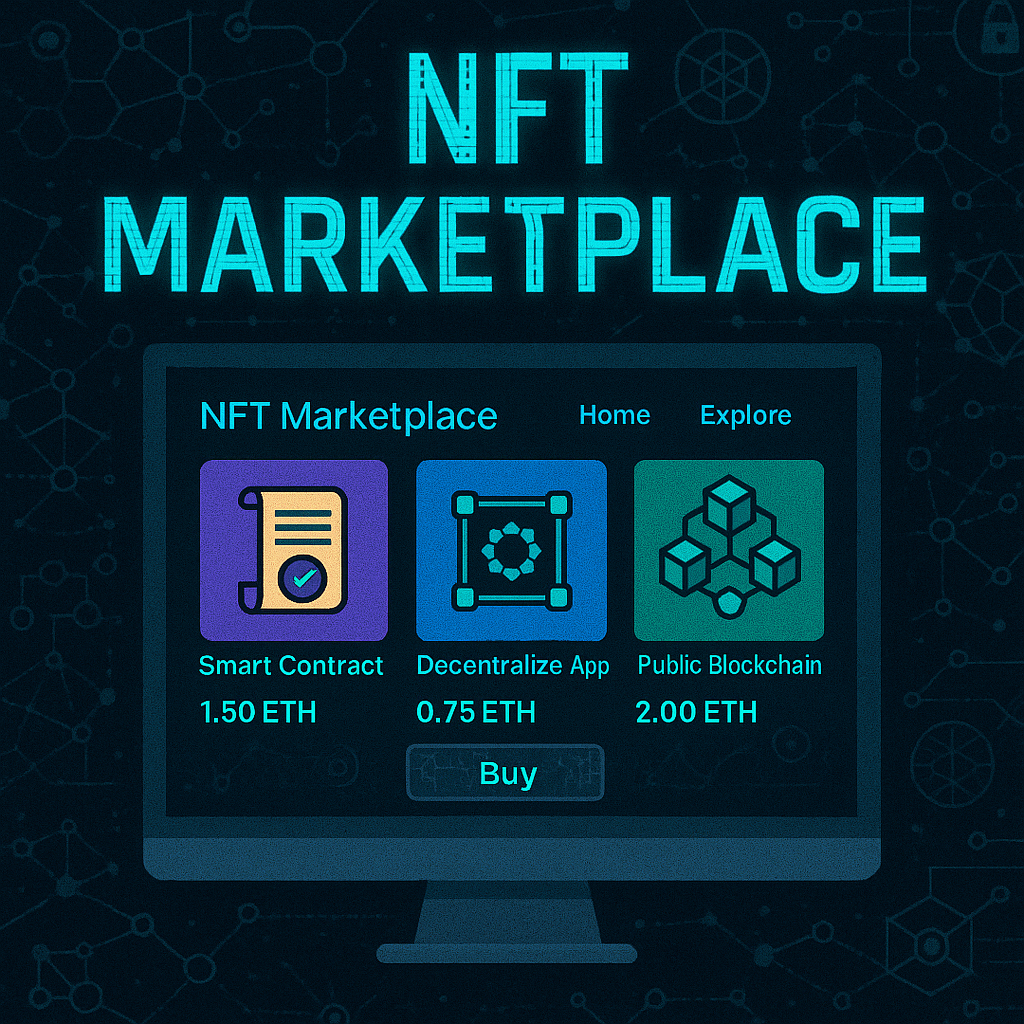 NFT
MARKETPLACE
NFT Marketplace Home Explore
Smart Contract Decentralize App Public Blockchain
1.50 ETH 0.75 ETH 2.00 ETH
Buy